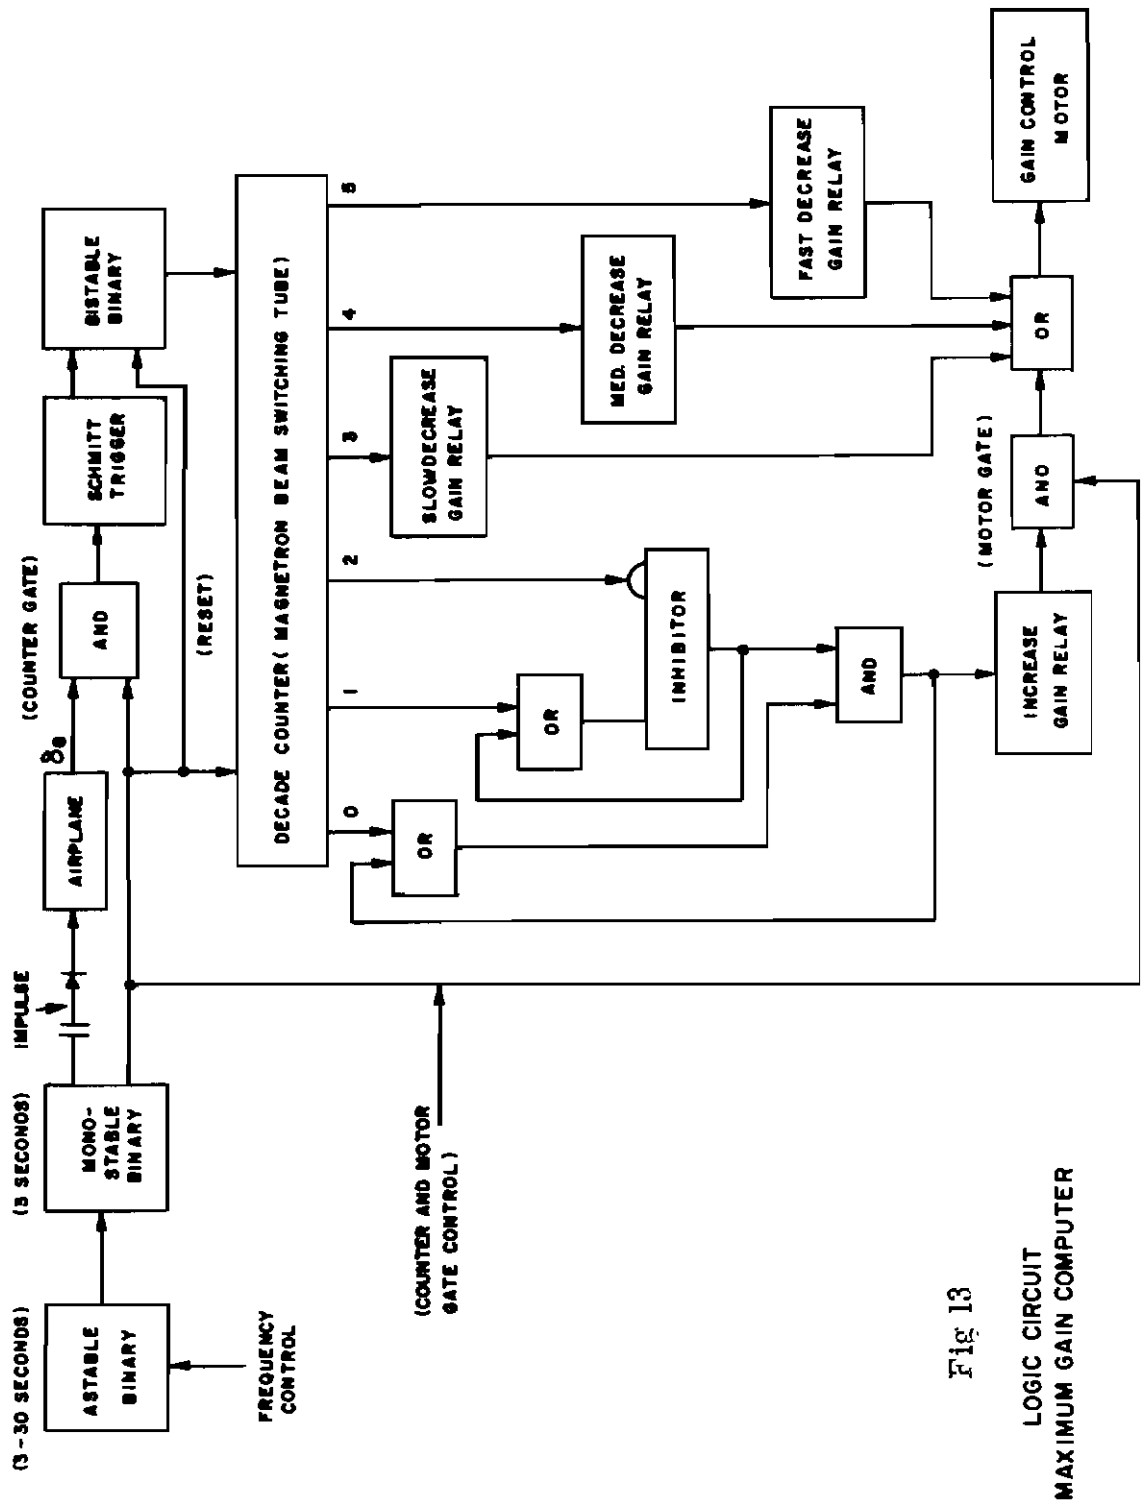 (3-30 SECONDS)
ASTABLE
BINARY
FREQUENCY
CONTROL
(3 SECONDS)
MONO-
STABLE
BINARY
IMPULSE
AIRPLANE
δe
(COUNTER GATE)
AND
SCHMITT
TRIGGER
BISTABLE
BINARY
(RESET)
DECADE COUNTER( MAGNETRON BEAM SWITCHING TUBE)
0
1
2
3
4
5
OR
OR
INHIBITOR
AND
SLOWDECREASE
GAIN RELAY
MED. DECREASE
GAIN RELAY
FAST DECREASE
GAIN RELAY
(COUNTER AND MOTOR
GATE CONTROL)
INCREASE
GAIN RELAY
(MOTOR GATE)
AND
OR
GAIN CONTROL
MOTOR
Fig 13
LOGIC CIRCUIT
MAXIMUM GAIN COMPUTER